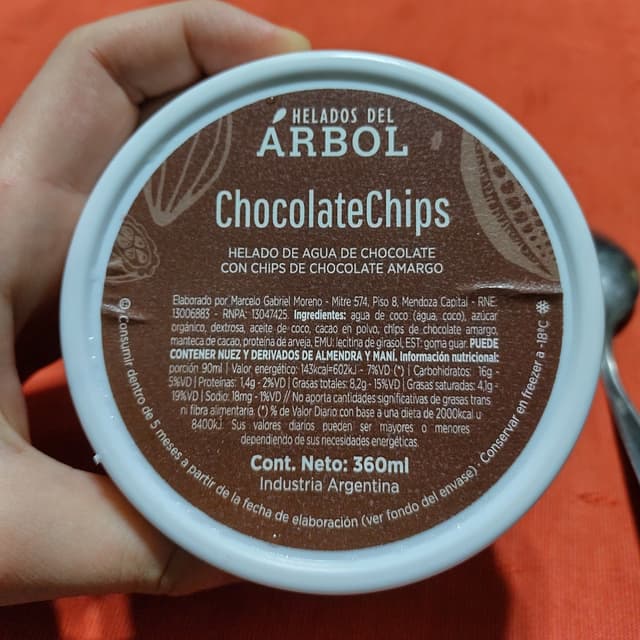 HELADOS DEL
ÁRBOL
ChocolateChips
HELADO DE AGUA DE CHOCOLATE
CON CHIPS DE CHOCOLATE AMARGO
Elaborado por Marcelo Gabriel Moreno - Mitre 574, Piso 8, Mendoza Capital - RNE:
13006883 - RNPA: 13047425. Ingredientes: agua de coco (agua, coco), azúcar
orgánico, dextrosa, aceite de coco, cacao en polvo, chips de chocolate amargo,
manteca de cacao, proteína de arveja, EMU: lecitina de girasol, EST: goma guar. PUEDE
CONTENER NUEZ Y DERIVADOS DE ALMENDRA Y MANÍ. Información nutricional:
porción 90ml | Valor energético: 143kcal=602kJ - 7%VD (*) | Carbohidratos: 16g -
5%VD | Proteínas: 1,4g - 2%VD | Grasas totales: 8,2g - 15%VD | Grasas saturadas: 4,1g -
19%VD | Sodio: 18mg - 1%VD // No aporta cantidades significativas de grasas trans
ni fibra alimentaria. (*) % de Valor Diario con base a una dieta de 2000kcal u
8400kJ. Sus valores diarios pueden ser mayores o menores
dependiendo de sus necesidades energéticas.
Cont. Neto: 360ml
Industria Argentina
Consumir dentro de 5 meses a partir de la fecha de elaboración (ver fondo del envase) · Conservar en freezer a -18°C